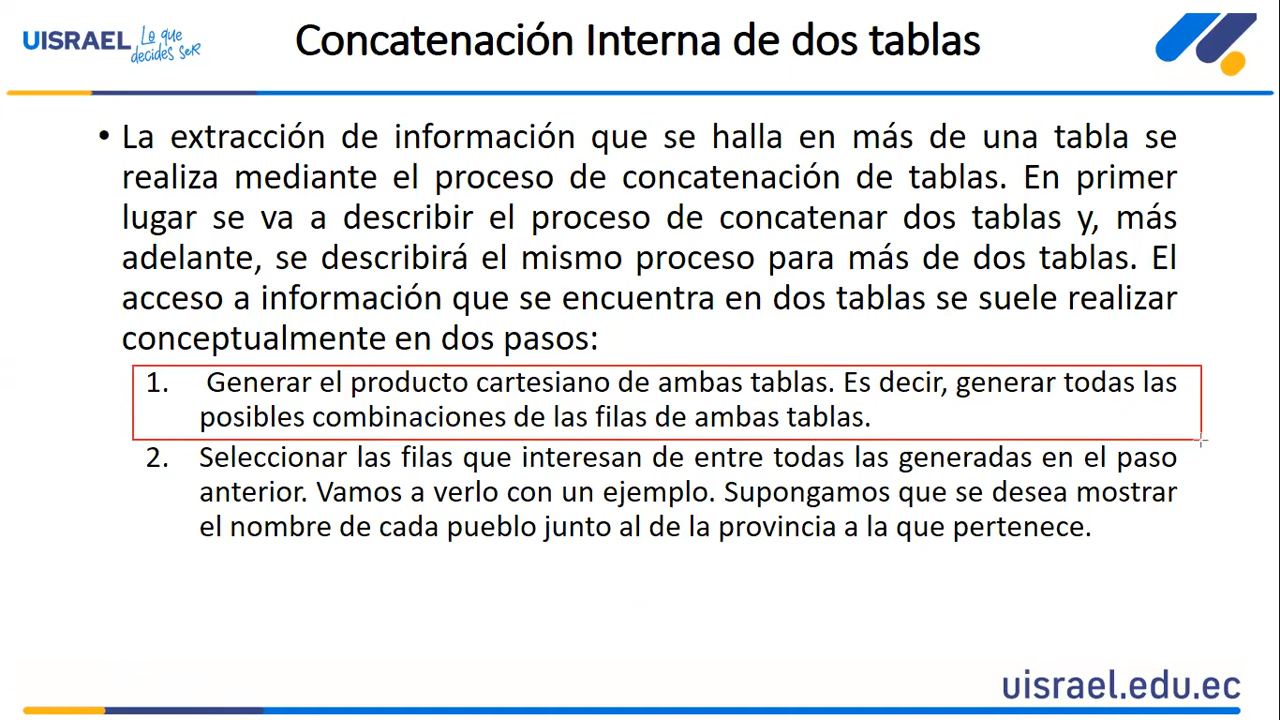 UISRAEL Lo que decides ser
Concatenación Interna de dos tablas
• La extracción de información que se halla en más de una tabla se
realiza mediante el proceso de concatenación de tablas. En primer
lugar se va a describir el proceso de concatenar dos tablas y, más
adelante, se describirá el mismo proceso para más de dos tablas. El
acceso a información que se encuentra en dos tablas se suele realizar
conceptualmente en dos pasos:
1. Generar el producto cartesiano de ambas tablas. Es decir, generar todas las
posibles combinaciones de las filas de ambas tablas.
2. Seleccionar las filas que interesan de entre todas las generadas en el paso
anterior. Vamos a verlo con un ejemplo. Supongamos que se desea mostrar
el nombre de cada pueblo junto al de la provincia a la que pertenece.
uisrael.edu.ec